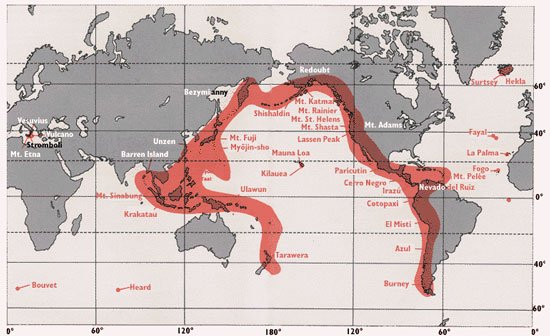 Redoubt
Surtsey
Hekla
60°
Bezymianny
Mt. Katmai
Shishaldin
Mt. Rainier
Mt. St. Helens
Vesuvius
Vulcano
Stromboli
Mt. Etna
Unzen
Mt. Shasta
Mt. Adams
Fayal
40°
Barren Island
Mt. Fuji
Myōjin-sho
Lassen Peak
Mauna Loa
La Palma
Kilauea
Paricutin
Fogo
20°
Mt. Pelée
Cerro Negro
Nevado del Ruiz
Mt. Sinabung
Ulawun
Irazú
Krakatau
Cotopaxi
0°
El Misti
20°
Tarawera
Azul
40°
Bouvet
Heard
Burney
60°
0°
60°
120°
180°
120°
60°
0°